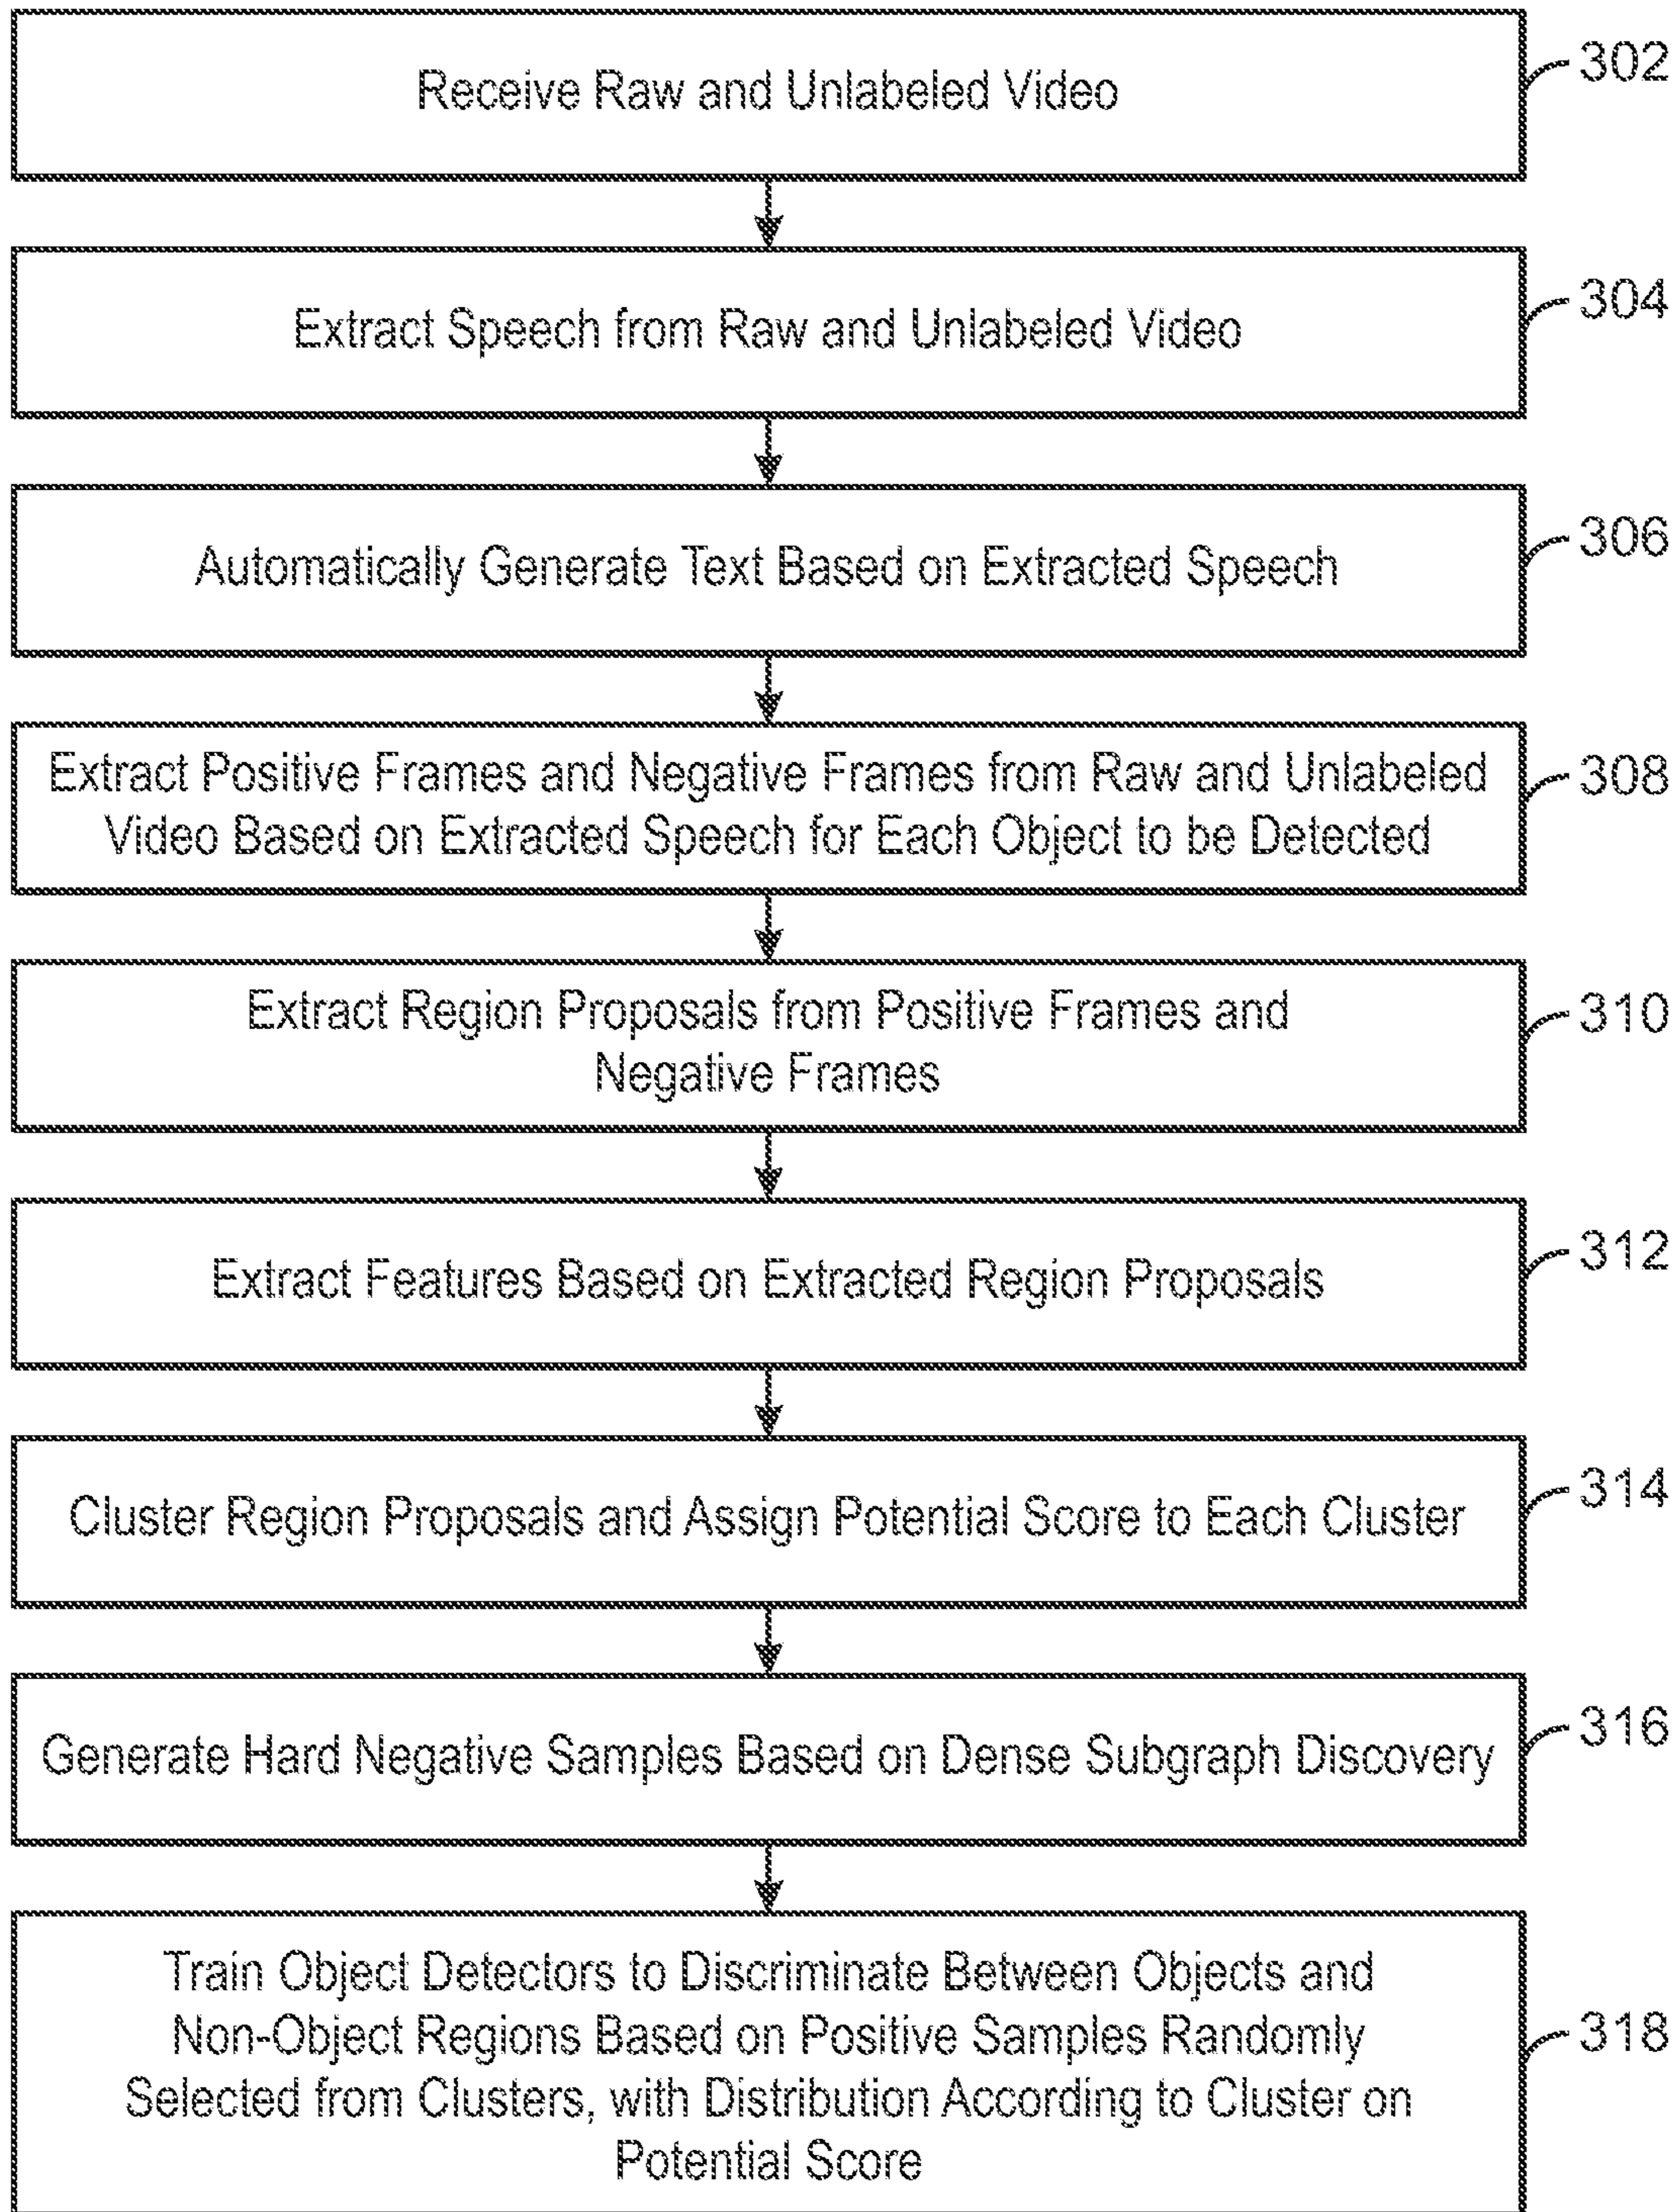 Receive Raw and Unlabeled Video
302
Extract Speech from Raw and Unlabeled Video
304
Automatically Generate Text Based on Extracted Speech
306
Extract Positive Frames and Negative Frames from Raw and Unlabeled
Video Based on Extracted Speech for Each Object to be Detected
308
Extract Region Proposals from Positive Frames and
Negative Frames
310
Extract Features Based on Extracted Region Proposals
312
Cluster Region Proposals and Assign Potential Score to Each Cluster
314
Generate Hard Negative Samples Based on Dense Subgraph Discovery
316
Train Object Detectors to Discriminate Between Objects and
Non-Object Regions Based on Positive Samples Randomly
Selected from Clusters, with Distribution According to Cluster on
Potential Score
318